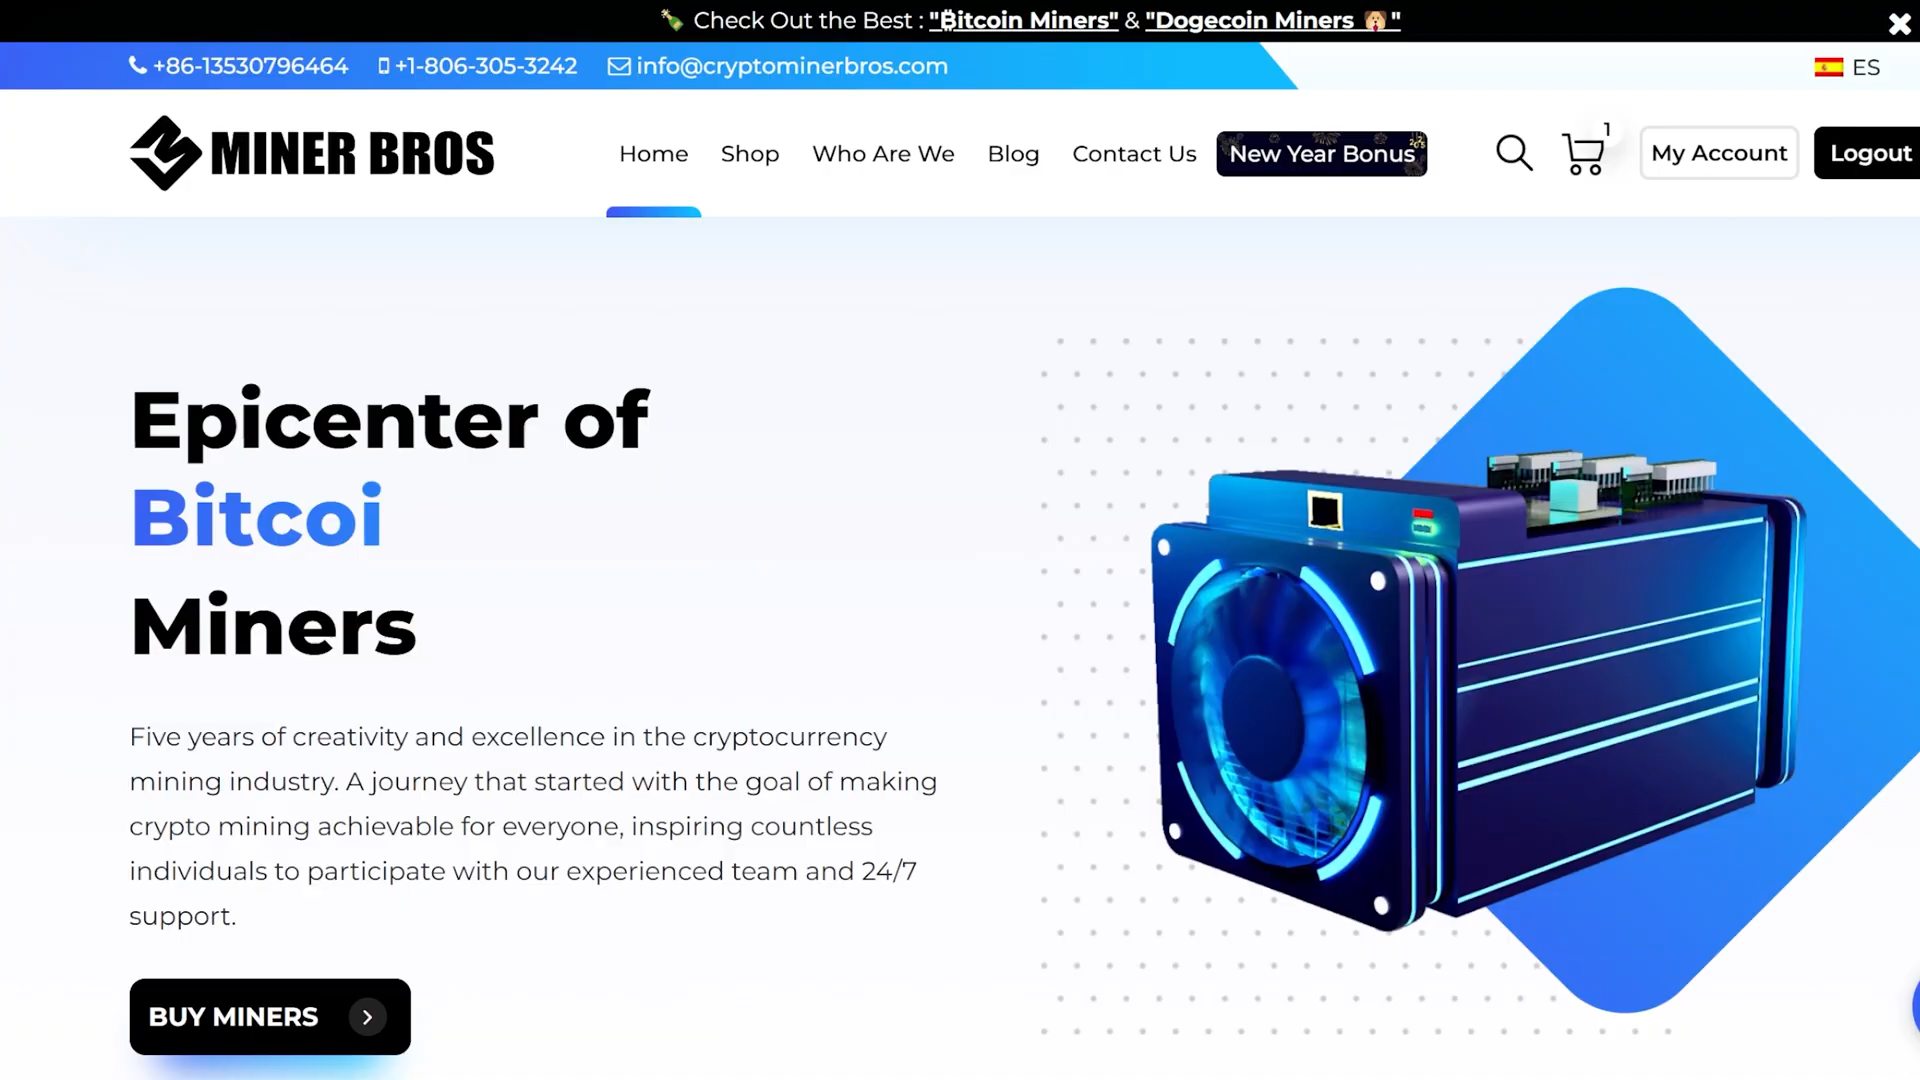 Check Out the Best : "₿itcoin Miners" & "Dogecoin Miners 🐶"
+86-13530796464 +1-806-305-3242 info@cryptominerbros.com ES
MINER BROS Home Shop Who Are We Blog Contact Us New Year Bonus 1 My Account Logout
Epicenter of
Bitcoi
Miners
Five years of creativity and excellence in the cryptocurrency
mining industry. A journey that started with the goal of making
crypto mining achievable for everyone, inspiring countless
individuals to participate with our experienced team and 24/7
support.
BUY MINERS